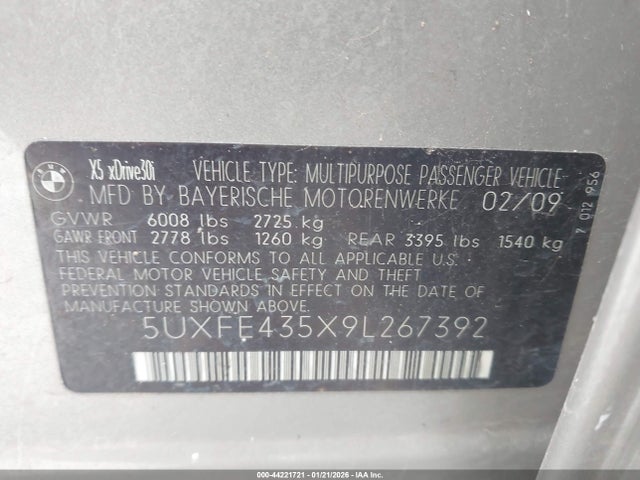 X5 xDrive30i VEHICLE TYPE: MULTIPURPOSE PASSENGER VEHICLE
MFD BY BAYERISCHE MOTORENWERKE 02/09
GVWR 6008 lbs 2725 kg
GAWR FRONT 2778 lbs 1260 kg REAR 3395 lbs 1540 kg
THIS VEHICLE CONFORMS TO ALL APPLICABLE U.S.
FEDERAL MOTOR VEHICLE SAFETY AND THEFT
PREVENTION STANDARDS IN EFFECT ON THE DATE
OF MANUFACTURE SHOWN ABOVE.
5UXFE435X9L267392
7 012 956
000-44221721 - 01/21/2026 - IAAI.COM